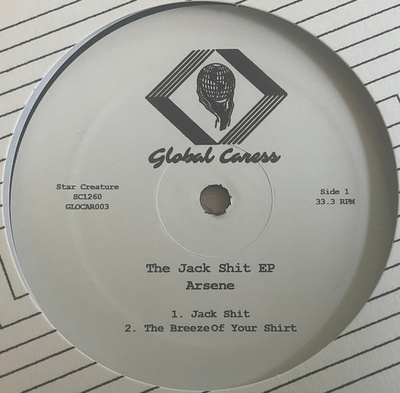 Global Caress
Star Creature
SC1260
GLOCAR003
Side 1
33.3 RPM
The Jack Shit EP
Arsene
1. Jack Shit
2. The BreezeOf Your Shirt